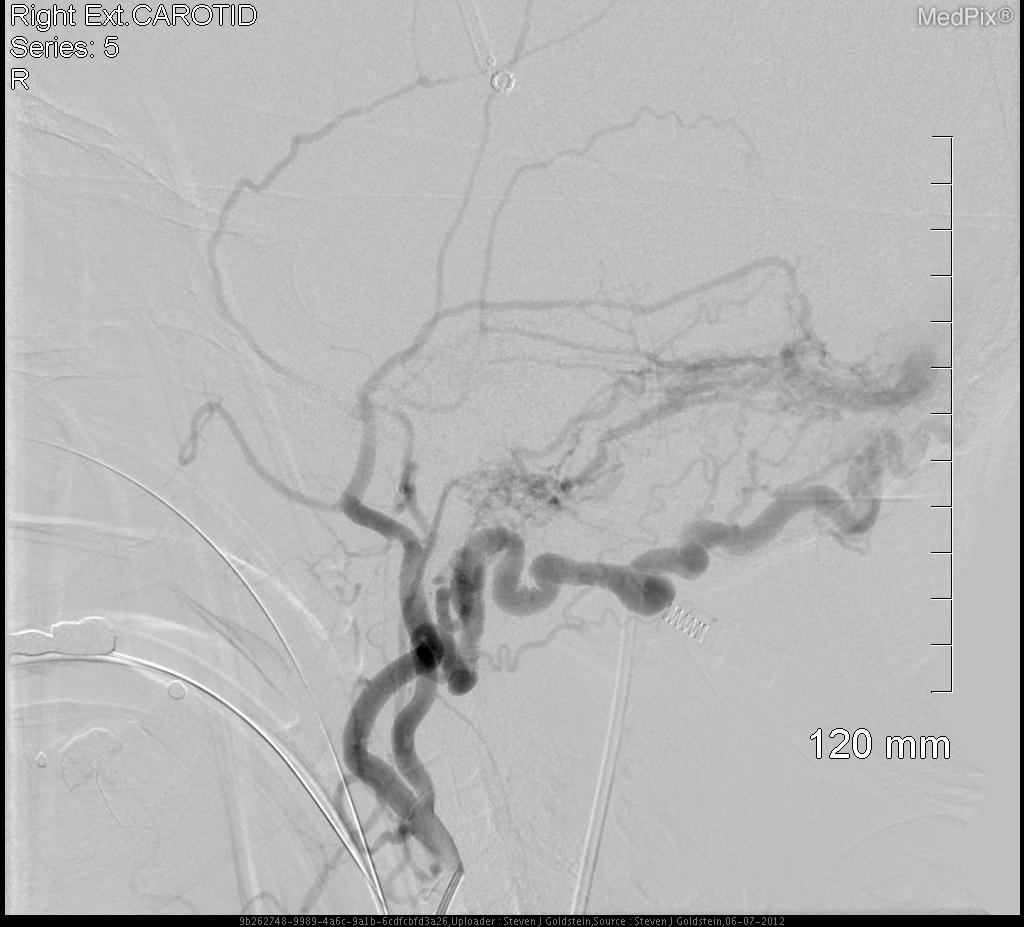 Right Ext.CAROTID
MedPix®
Series: 5
R
120 mm
9b262748-9989-4a6c-9a1b-6cdfcbfd3a26,Uploader : Steven J Goldstein,Source : Steven J Goldstein,06-07-2012